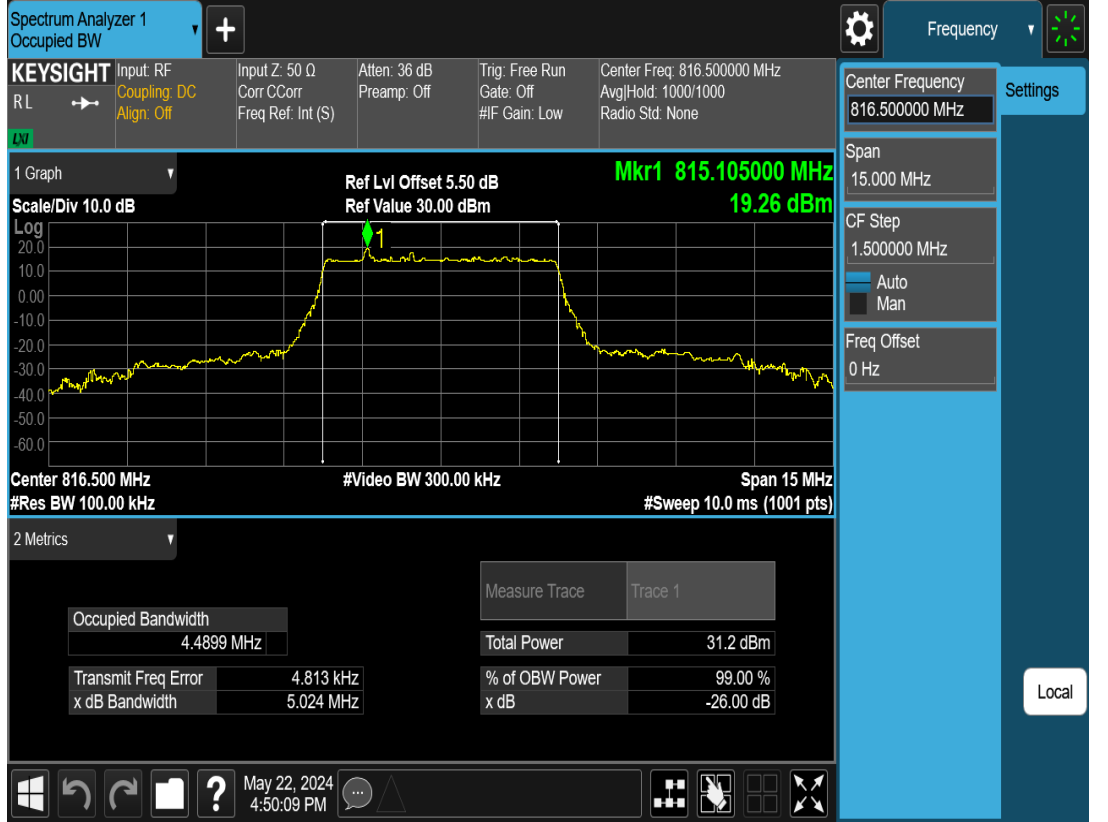 Spectrum Analyzer 1
Occupied BW
+
Frequency
KEYSIGHT
RL
LXI
Input: RF
Coupling: DC
Align: Off
Input Z: 50 Ω
Corr CCorr
Freq Ref: Int (S)
Atten: 36 dB
Preamp: Off
Trig: Free Run
Gate: Off
#IF Gain: Low
Center Freq: 816.500000 MHz
Avg|Hold: 1000/1000
Radio Std: None
Center Frequency
816.500000 MHz
Settings
Span
15.000 MHz
CF Step
1.500000 MHz
Auto
Man
Freq Offset
0 Hz
Local
1 Graph
Scale/Div 10.0 dB
Ref Lvl Offset 5.50 dB
Ref Value 30.00 dBm
Mkr1 815.105000 MHz
19.26 dBm
Log
1
20.0
10.0
0.00
-10.0
-20.0
-30.0
-40.0
-50.0
-60.0
Center 816.500 MHz
#Video BW 300.00 kHz
Span 15 MHz
#Res BW 100.00 kHz
#Sweep 10.0 ms (1001 pts)
2 Metrics
Measure Trace Trace 1
Occupied Bandwidth
4.4899 MHz
Total Power 31.2 dBm
Transmit Freq Error 4.813 kHz
% of OBW Power 99.00 %
x dB Bandwidth 5.024 MHz
x dB -26.00 dB
?
May 22, 2024
4:50:09 PM